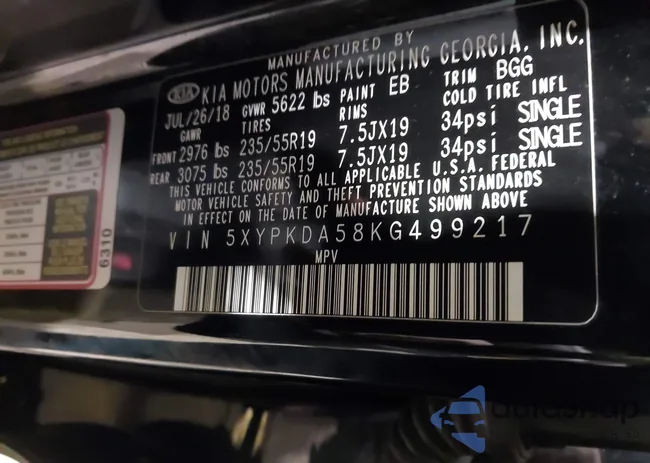 MANUFACTURED BY
KIA KIA MOTORS MANUFACTURING GEORGIA, INC.
JUL/26/18 GVWR 5622 lbs PAINT EB TRIM BGG
GAWR TIRES RIMS COLD TIRE INFL
FRONT 2976 lbs 235/55R19 7.5JX19 34psi SINGLE
REAR 3075 lbs 235/55R19 7.5JX19 34psi SINGLE
THIS VEHICLE CONFORMS TO ALL APPLICABLE U.S.A. FEDERAL
MOTOR VEHICLE SAFETY AND THEFT PREVENTION STANDARDS
IN EFFECT ON THE DATE OF MANUFACTURE SHOWN ABOVE
VIN 5XYPKDA58KG499217
MPV
6310